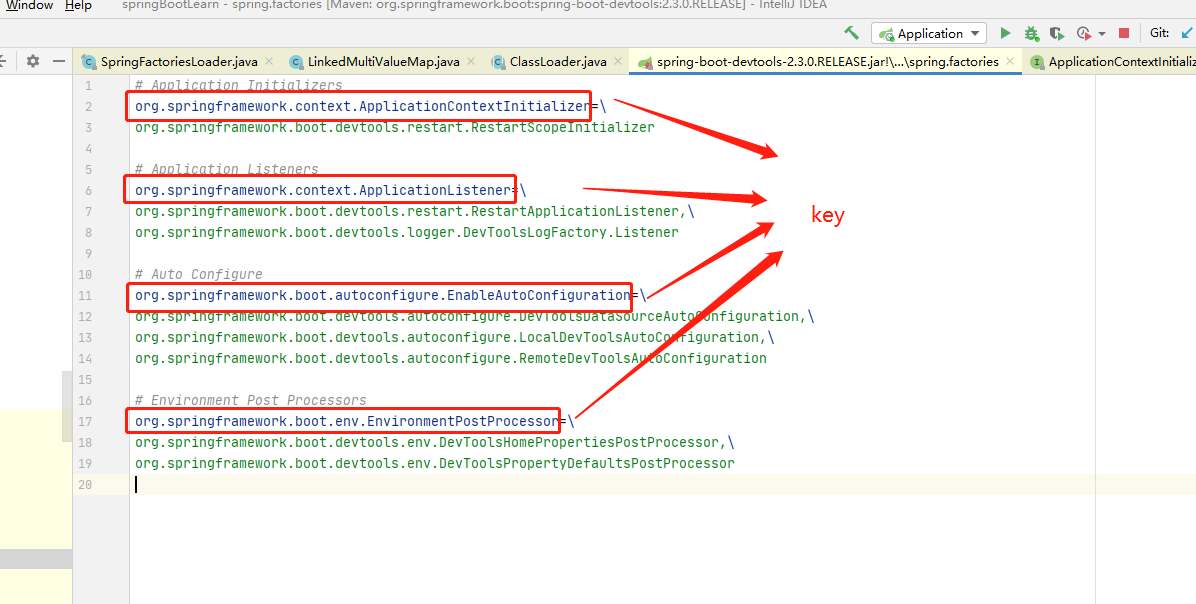 Window Help springBootLearn - spring.factories [Maven: org.springframework.boot:spring-boot-devtools:2.3.0.RELEASE] - IntelliJ IDEA
Application Git:
SpringFactoriesLoader.java LinkedMultiValueMap.java ClassLoader.java spring-boot-devtools-2.3.0.RELEASE.jar!\...\spring.factories ApplicationContextInitializ
1 # Application Initializers
2 org.springframework.context.ApplicationContextInitializer=\
3 org.springframework.boot.devtools.restart.RestartScopeInitializer
4
5 # Application Listeners
6 org.springframework.context.ApplicationListener=\
7 org.springframework.boot.devtools.restart.RestartApplicationListener,\
key
8 org.springframework.boot.devtools.logger.DevToolsLogFactory.Listener
9
10 # Auto Configure
11 org.springframework.boot.autoconfigure.EnableAutoConfiguration=\
12 org.springframework.boot.devtools.autoconfigure.DevToolsDataSourceAutoConfiguration,\
13 org.springframework.boot.devtools.autoconfigure.LocalDevToolsAutoConfiguration,\
14 org.springframework.boot.devtools.autoconfigure.RemoteDevToolsAutoConfiguration
15
16 # Environment Post Processors
17 org.springframework.boot.env.EnvironmentPostProcessor=\
18 org.springframework.boot.devtools.env.DevToolsHomePropertiesPostProcessor,\
19 org.springframework.boot.devtools.env.DevToolsPropertyDefaultsPostProcessor
20